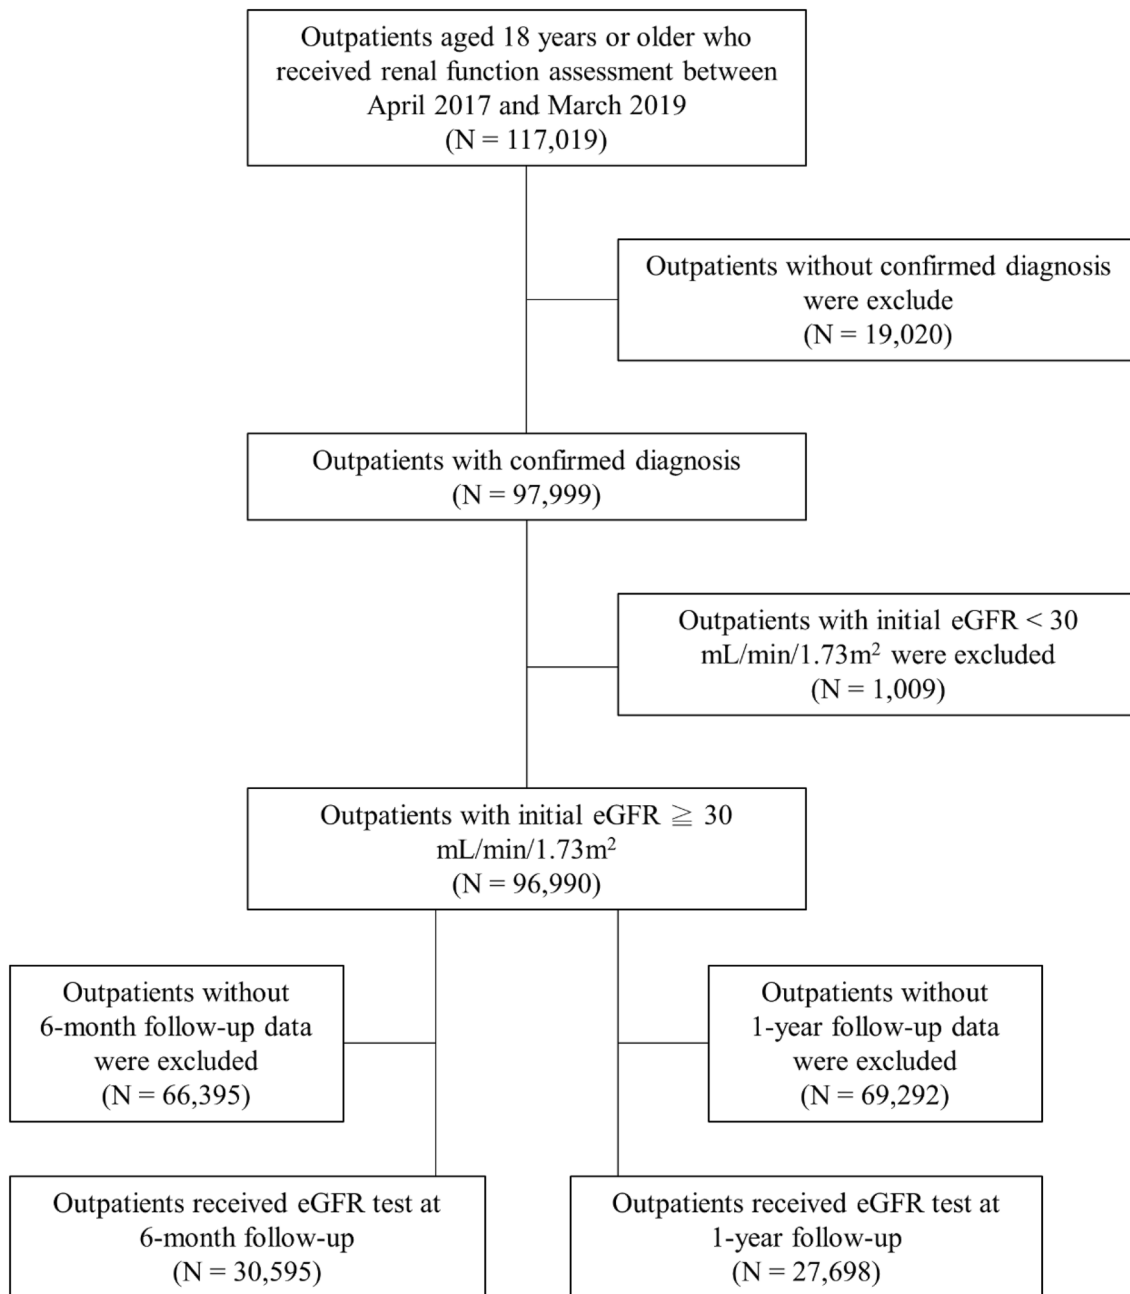 Outpatients aged 18 years or older who
received renal function assessment between
April 2017 and March 2019
(N = 117,019)
Outpatients without confirmed diagnosis
were exclude
(N = 19,020)
Outpatients with confirmed diagnosis
(N = 97,999)
Outpatients with initial eGFR < 30
mL/min/1.73m² were excluded
(N = 1,009)
Outpatients with initial eGFR ≧ 30
mL/min/1.73m²
(N = 96,990)
Outpatients without
6-month follow-up data
were excluded
(N = 66,395)
Outpatients without
1-year follow-up data
were excluded
(N = 69,292)
Outpatients received eGFR test at
6-month follow-up
(N = 30,595)
Outpatients received eGFR test at
1-year follow-up
(N = 27,698)